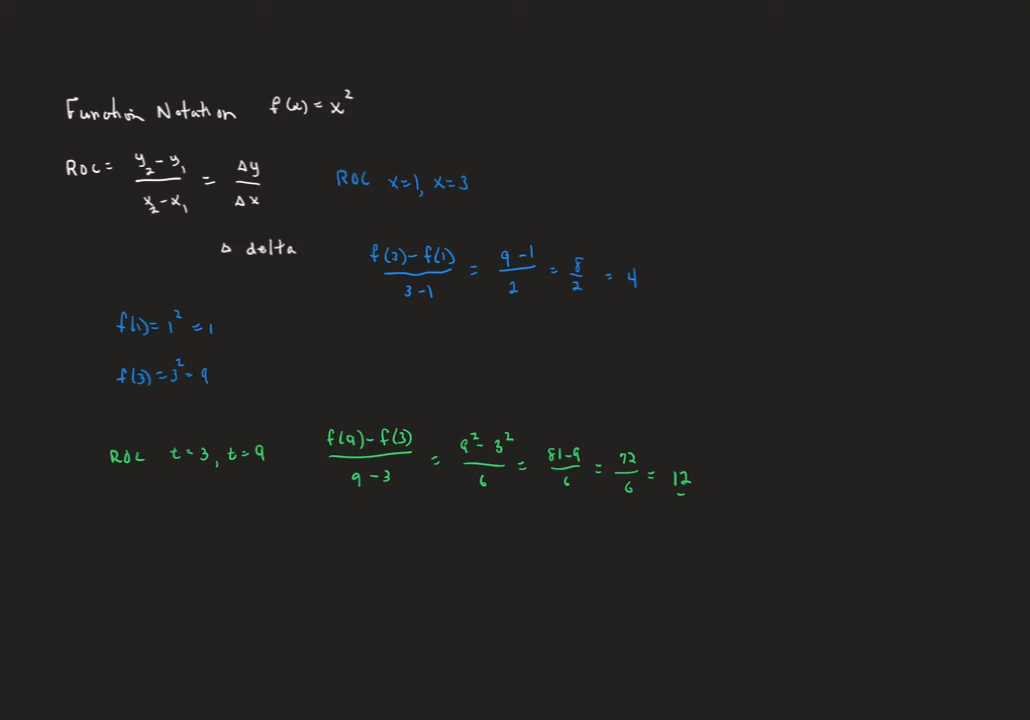 Function Notation f(x) = x²
ROC = (y₂ - y₁)/(x₂ - x₁) = Δy/Δx
ROC x=1, x=3
Δ delta
(f(3) - f(1))/(3-1) = (9-1)/2 = 8/2 = 4
f(1) = 1² = 1
f(3) = 3² = 9
ROC t=3, t=9
(f(9) - f(3))/(9-3) = (9² - 3²)/6 = (81-9)/6 = 72/6 = 12